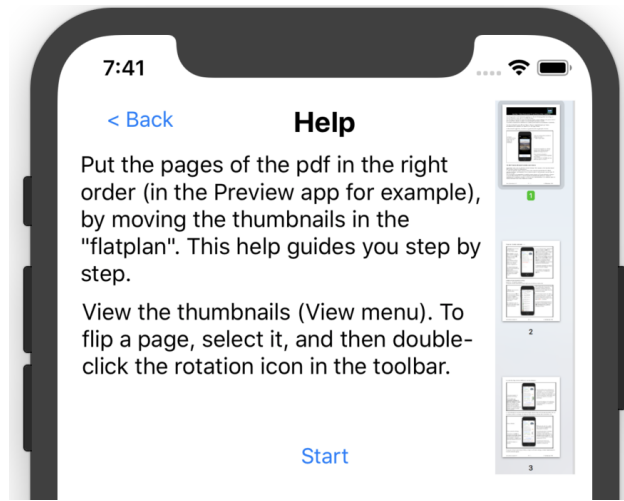 7:41
< Back
Help
Put the pages of the pdf in the right
order (in the Preview app for example),
by moving the thumbnails in the
"flatplan". This help guides you step by
step.
View the thumbnails (View menu). To
flip a page, select it, and then double-
click the rotation icon in the toolbar.
Start
1
2
3